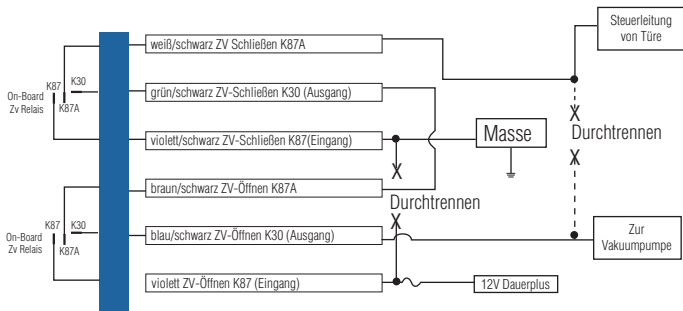 Steuerleitung
von Türe
weiß/schwarz ZV Schließen K87A
K87
K30
On-Board
Zv Relais
K87A
grün/schwarz ZV-Schließen K30 (Ausgang)
X
Durchtrennen
X
violett/schwarz ZV-Schließen K87(Eingang)
Masse
X
braun/schwarz ZV-Öffnen K87A
Durchtrennen
X
K87
K30
On-Board
Zv Relais
K87A
blau/schwarz ZV-Öffnen K30 (Ausgang)
Zur
Vakuumpumpe
violett ZV-Öffnen K87 (Eingang)
12V Dauerplus